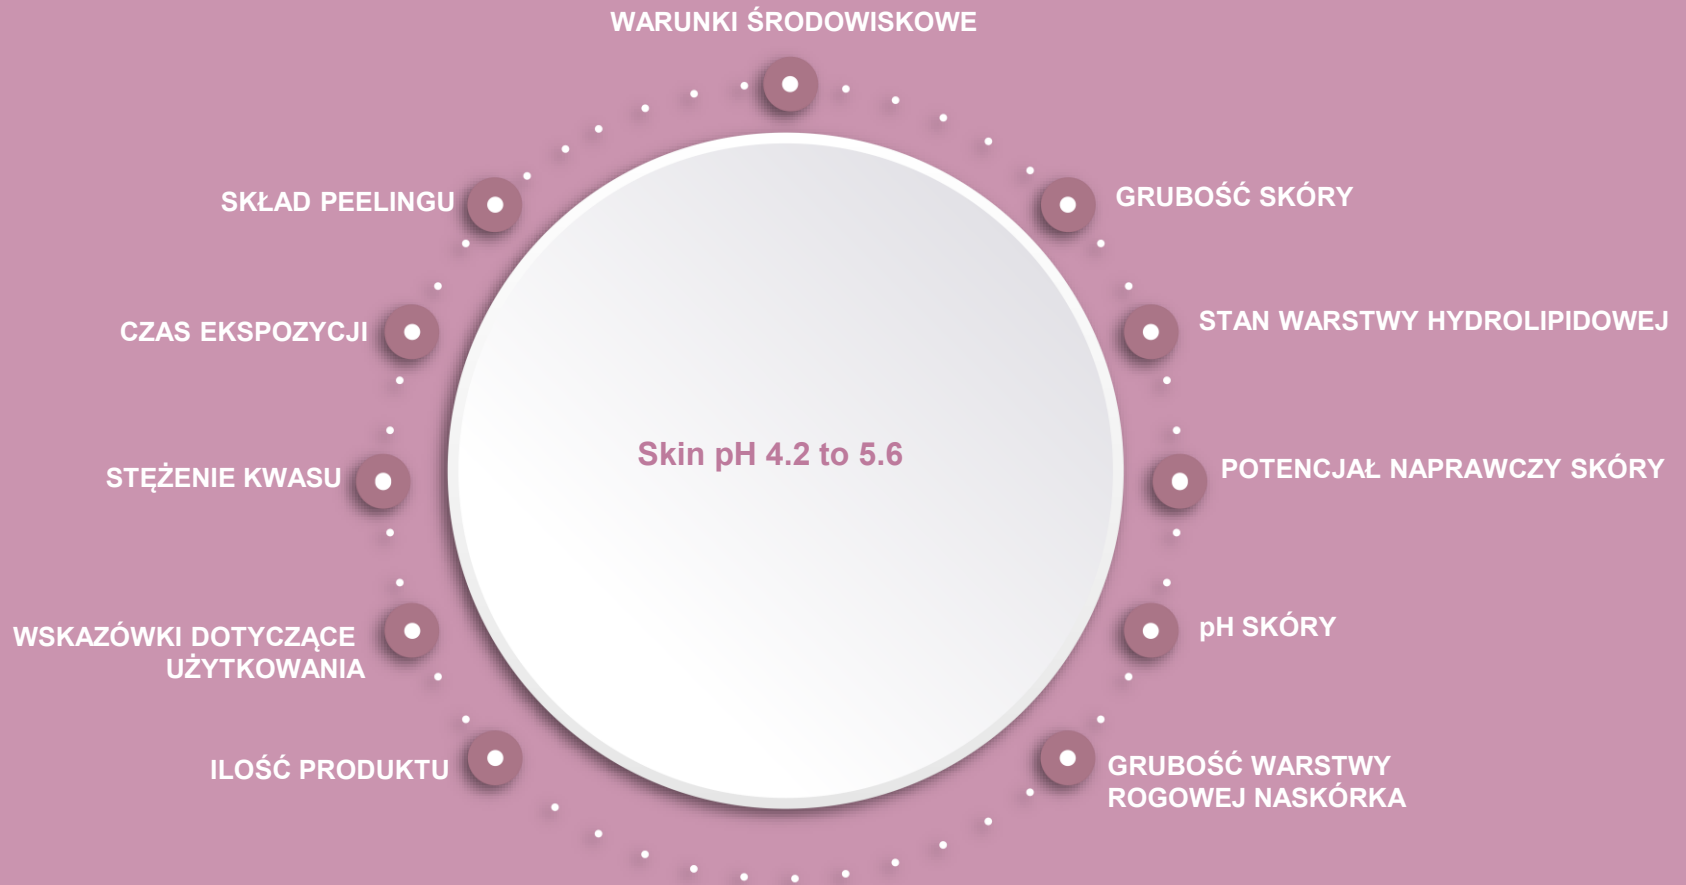 WARUNKI ŚRODOWISKOWE
SKŁAD PEELINGU
GRUBOŚĆ SKÓRY
CZAS EKSPOZYCJI
STAN WARSTWY HYDROLIPIDOWEJ
Skin pH 4.2 to 5.6
STĘŻENIE KWASU
POTENCJAŁ NAPRAWCZY SKÓRY
WSKAZÓWKI DOTYCZĄCE
UŻYTKOWANIA
pH SKÓRY
ILOŚĆ PRODUKTU
GRUBOŚĆ WARSTWY
ROGOWEJ NASKÓRKA